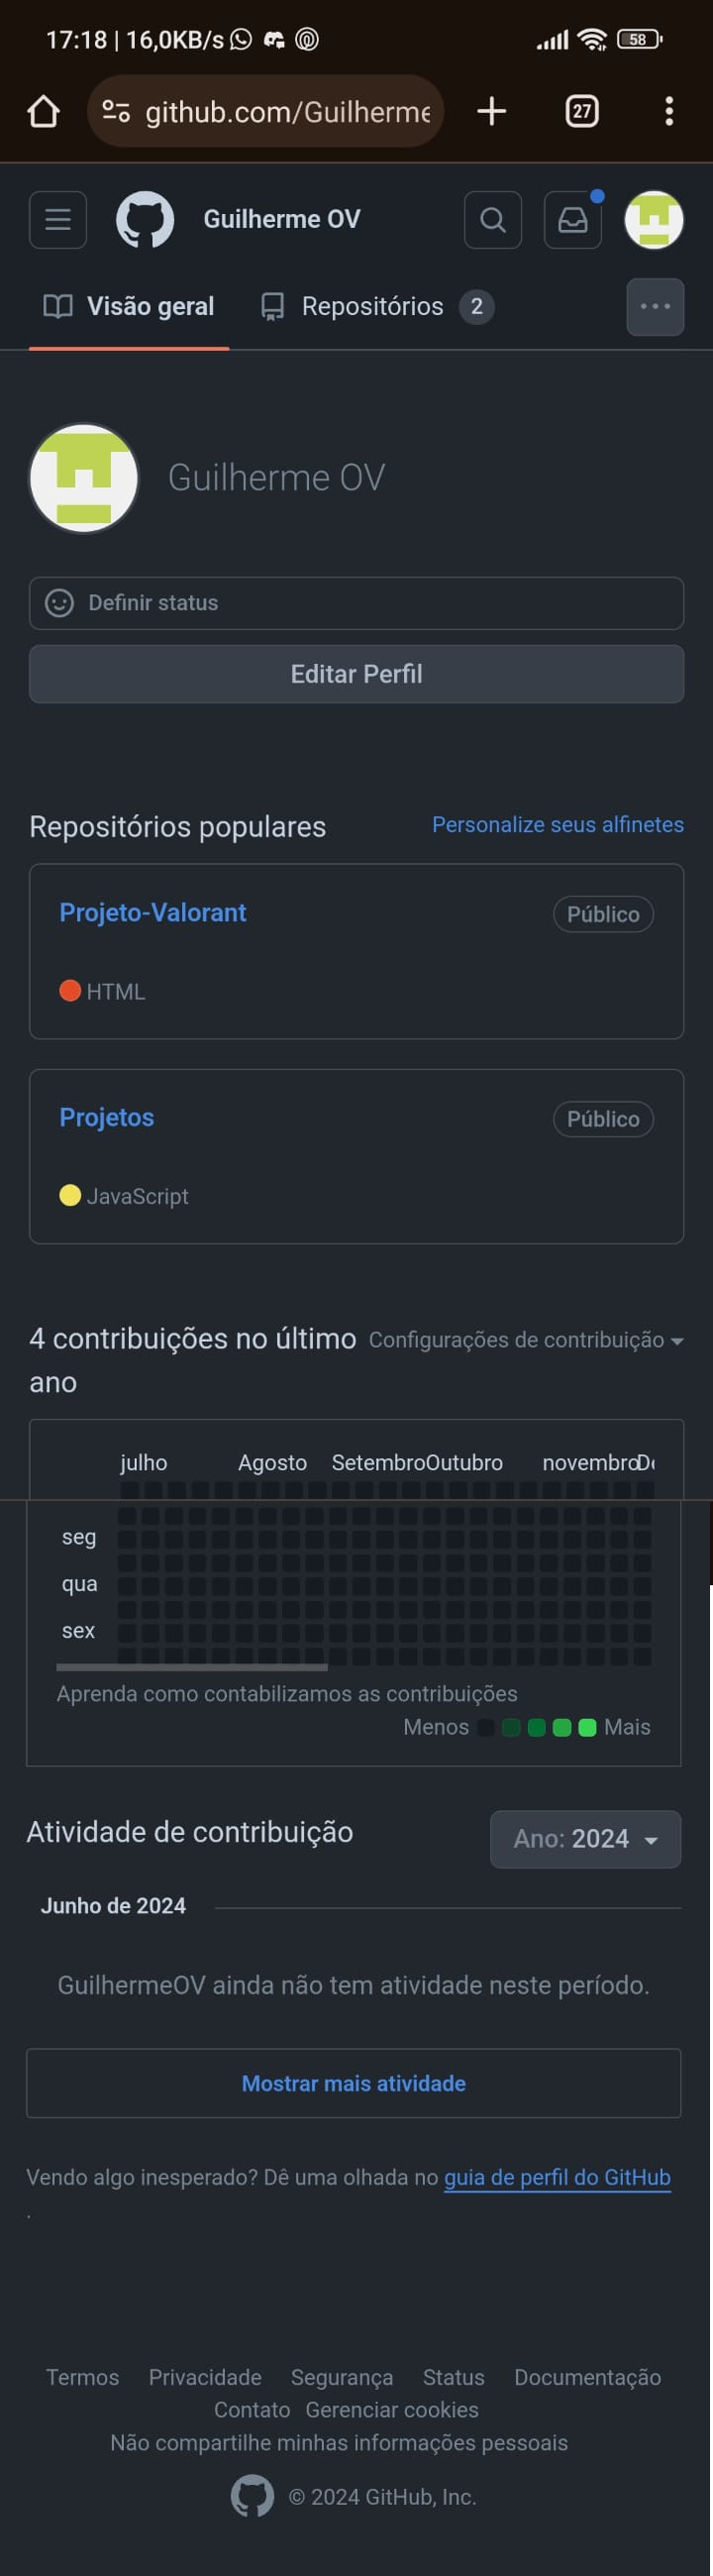 17:18 | 16,0KB/s
58
github.com/Guilherme
27
Guilherme OV
Visão geral
Repositórios 2
Guilherme OV
Definir status
Editar Perfil
Repositórios populares
Personalize seus alfinetes
Projeto-Valorant
Público
HTML
Projetos
Público
JavaScript
4 contribuições no último
ano
Configurações de contribuição
julho Agosto Setembro Outubro novembro
seg
qua
sex
Aprenda como contabilizamos as contribuições
Menos Mais
Atividade de contribuição
Ano: 2024
Junho de 2024
GuilhermeOV ainda não tem atividade neste período.
Mostrar mais atividade
Vendo algo inesperado? Dê uma olhada no guia de perfil do GitHub
.
Termos Privacidade Segurança Status Documentação
Contato Gerenciar cookies
Não compartilhe minhas informações pessoais
© 2024 GitHub, Inc.